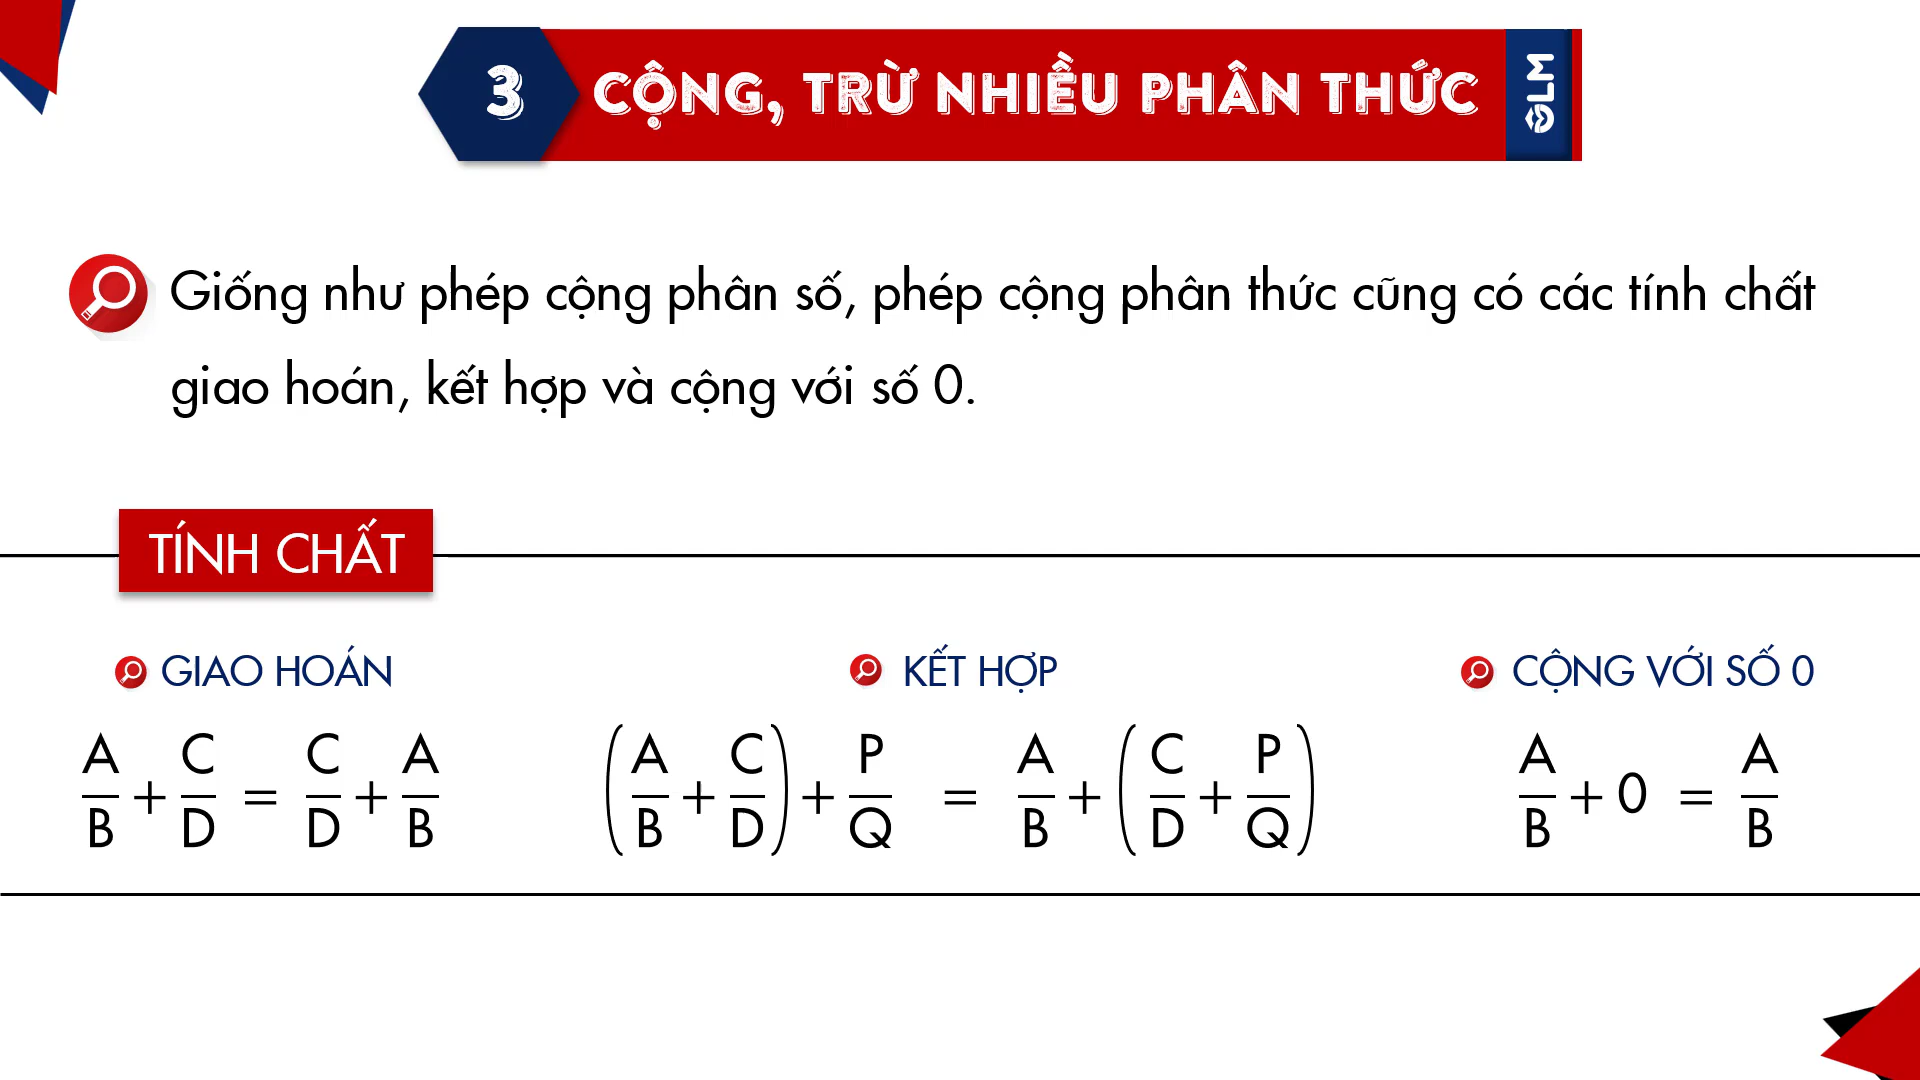 3 CỘNG, TRỪ NHIỀU PHÂN THỨC OLM
Giống như phép cộng phân số, phép cộng phân thức cũng có các tính chất
giao hoán, kết hợp và cộng với số 0.
TÍNH CHẤT
GIAO HOÁN
A/B + C/D = C/D + A/B
KẾT HỢP
(A/B + C/D) + P/Q = A/B + (C/D + P/Q)
CỘNG VỚI SỐ 0
A/B + 0 = A/B